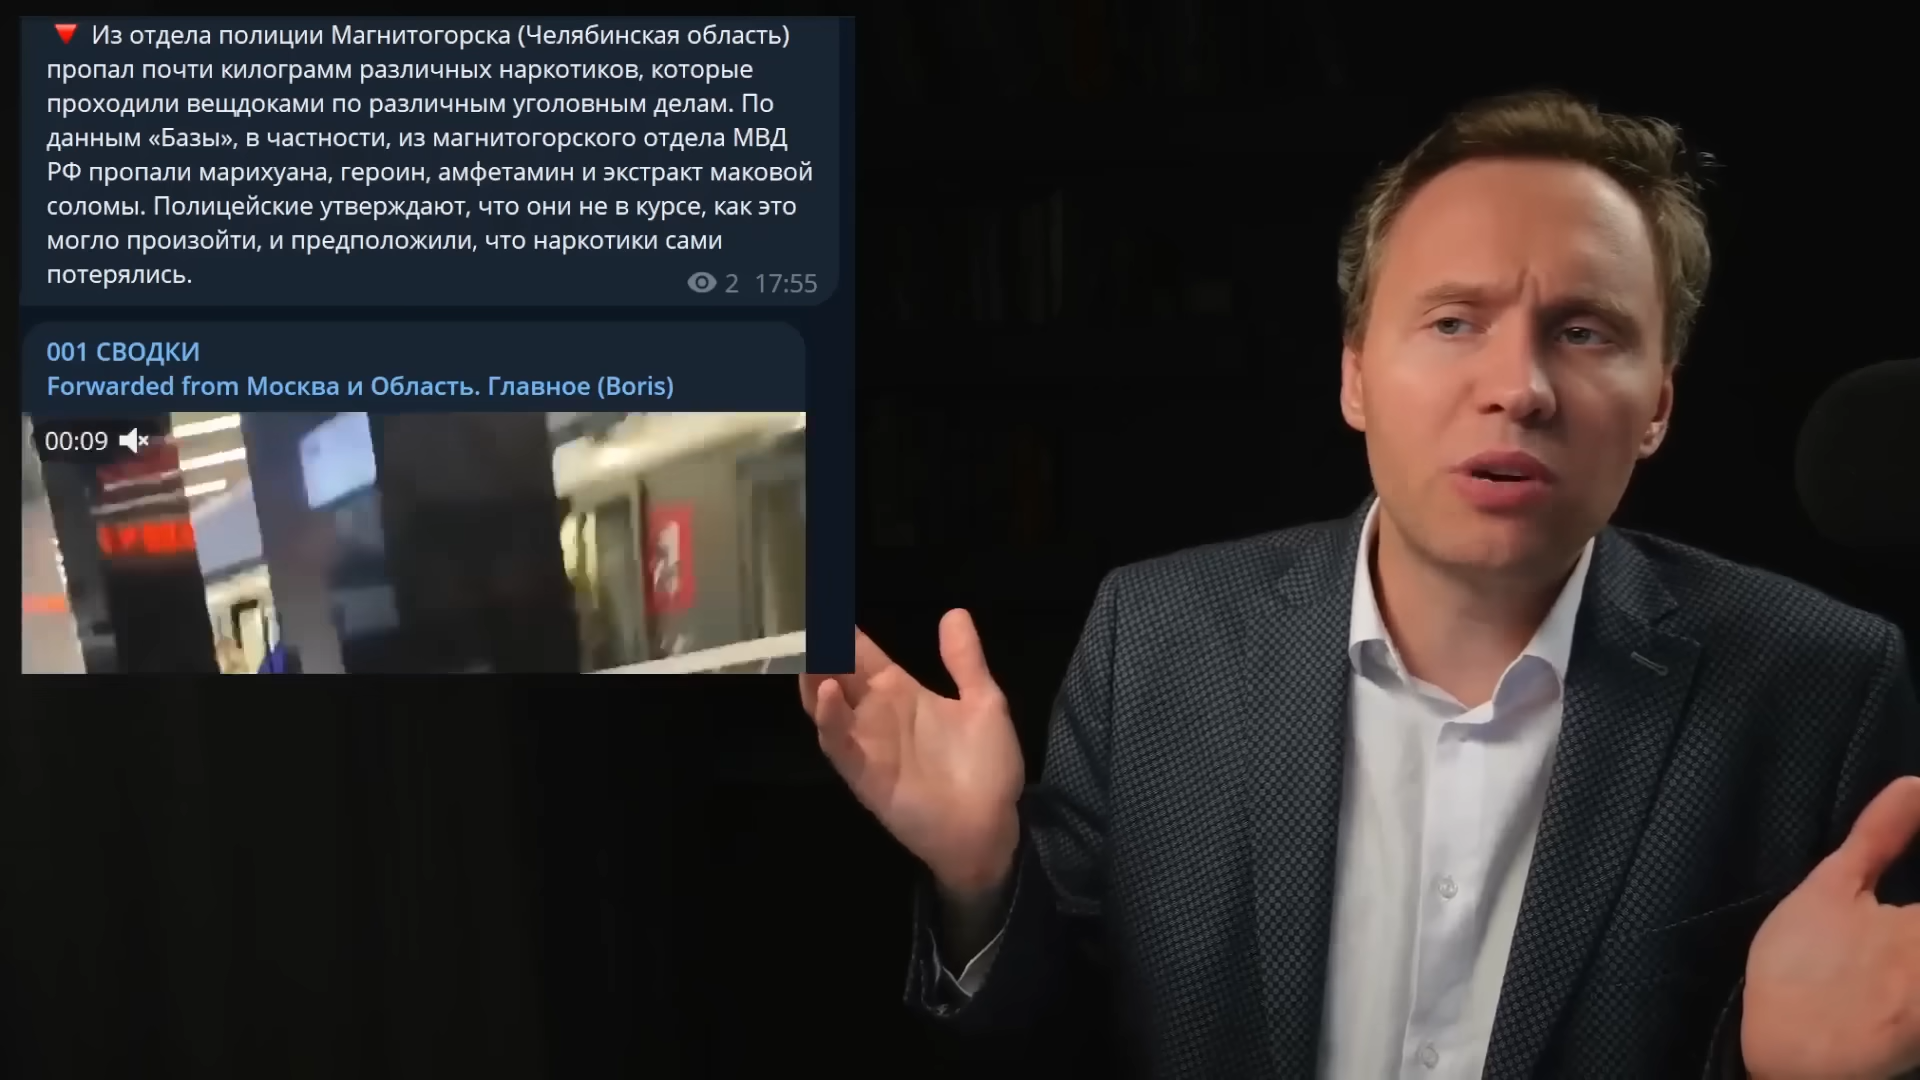 Из отдела полиции Магнитогорска (Челябинская область)
пропал почти килограмм различных наркотиков, которые
проходили вещдоками по различным уголовным делам. По
данным «Базы», в частности, из магнитогорского отдела МВД
РФ пропали марихуана, героин, амфетамин и экстракт маковой
соломы. Полицейские утверждают, что они не в курсе, как это
могло произойти, и предположили, что наркотики сами
потерялись.
2 17:55
001 СВОДКИ
Forwarded from Москва и Область. Главное (Boris)
00:09